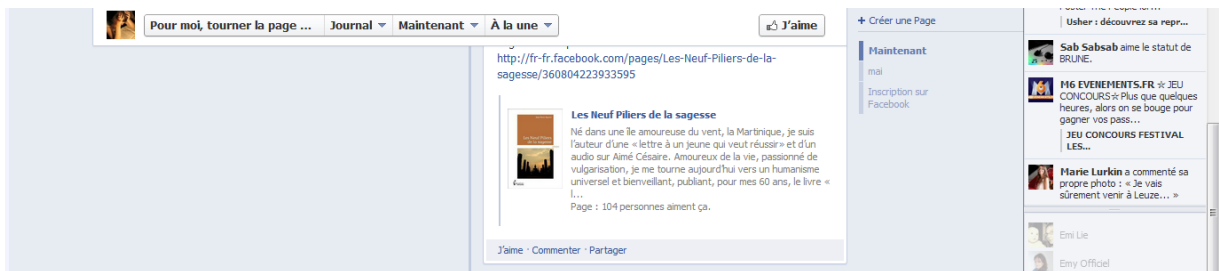 Pour moi, tourner la page ...
Journal
Maintenant
À la une
J'aime
http://fr-fr.facebook.com/pages/Les-Neuf-Piliers-de-la-
sagesse/360804223933595
Les Neuf Piliers de la sagesse
Né dans une île amoureuse du vent, la Martinique, je suis
l'auteur d'une « lettre à un jeune qui veut réussir» et d'un
audio sur Aimé Césaire. Amoureux de la vie, passionné de
vulgarisation, je me tourne aujourd'hui vers un humanisme
universel et bienveillant, publiant, pour mes 60 ans, le livre «
l...
Page : 104 personnes aiment ça.
J'aime · Commenter · Partager
+ Créer une Page
Maintenant
mai
Inscription sur
Facebook
Usher : découvrez sa repr...
Sab Sabsab aime le statut de
BRUNE.
M6 EVENEMENTS.FR ☆ JEU
CONCOURS☆ Plus que quelques
heures, alors on se bouge pour
gagner vos pass...
JEU CONCOURS FESTIVAL
LES...
Marie Lurkin a commenté sa
propre photo : « Je vais
sûrement venir à Leuze... »
Emi Lie
Emy Officiel